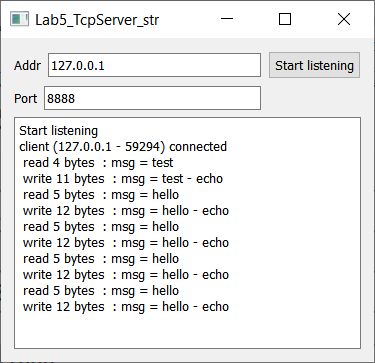 Lab5_TcpServer_str
Addr 127.0.0.1 Start listening
Port 8888
Start listening
client (127.0.0.1 - 59294) connected
read 4 bytes : msg = test
write 11 bytes : msg = test - echo
read 5 bytes : msg = hello
write 12 bytes : msg = hello - echo
read 5 bytes : msg = hello
write 12 bytes : msg = hello - echo
read 5 bytes : msg = hello
write 12 bytes : msg = hello - echo
read 5 bytes : msg = hello
write 12 bytes : msg = hello - echo